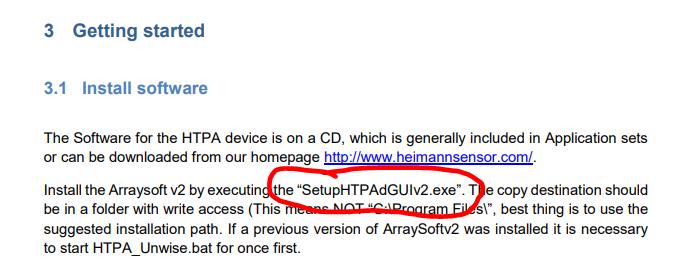 3 Getting started
3.1 Install software
The Software for the HTPA device is on a CD, which is generally included in Application sets
or can be downloaded from our homepage http://www.heimannsensor.com/.
Install the Arraysoft v2 by executing the “SetupHTPAdGUIv2.exe”. The copy destination should
be in a folder with write access (This means NOT “C:\Program Files\”, best thing is to use the
suggested installation path. If a previous version of ArraySoftv2 was installed it is necessary
to start HTPA_Unwise.bat for once first.